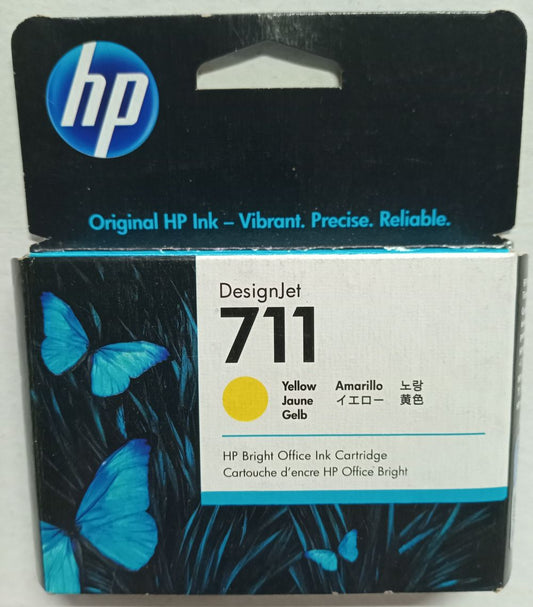 hp
Original HP Ink – Vibrant. Precise. Reliable.
DesignJet
711
Yellow Amarillo 노랑
Jaune イエロー 黄色
Gelb
HP Bright Office Ink Cartridge
Cartouche d'encre HP Office Bright